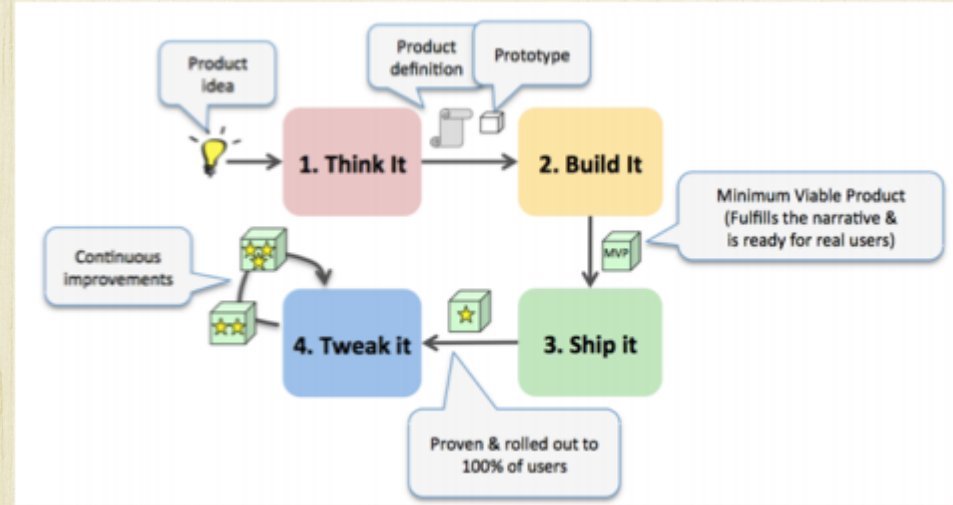 Product
idea
Product
definition
Prototype
1. Think It
2. Build It
Minimum Viable Product
(Fulfills the narrative &
is ready for real users)
MVP
Continuous
improvements
4. Tweak it
3. Ship it
Proven & rolled out to
100% of users